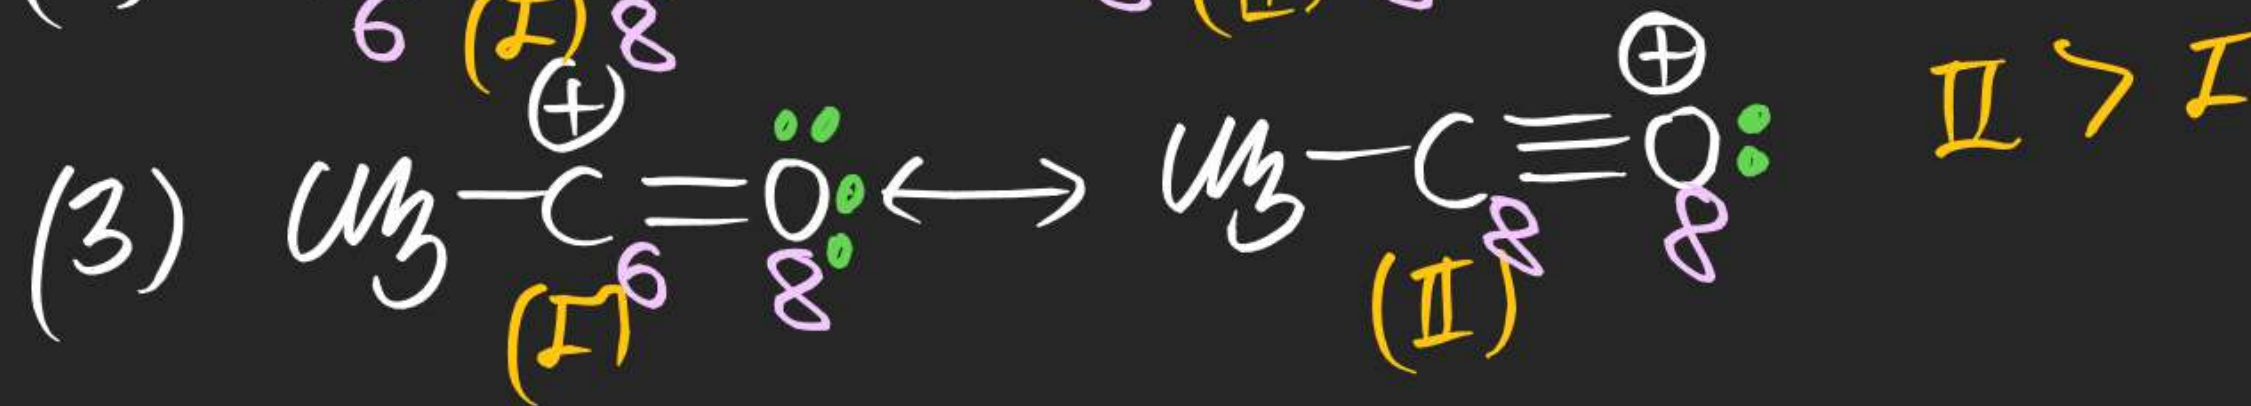 6 (I) 8
(3) CH3–C⊕=O ⟷ CH3–C≡O⊕ II > I
6 8 8 8
(I) (II)